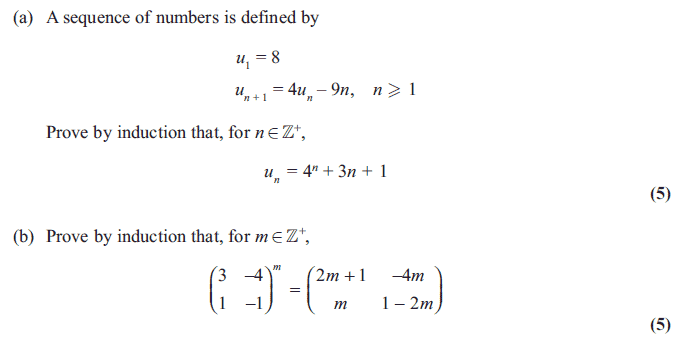 (a) A sequence of numbers is defined by
u₁ = 8
uₙ₊₁ = 4uₙ – 9n, n ⩾ 1
Prove by induction that, for n ∈ ℤ⁺,
uₙ = 4ⁿ + 3n + 1
(5)
(b) Prove by induction that, for m ∈ ℤ⁺,
(3 –4; 1 –1)ᵐ = (2m + 1 –4m; m 1 – 2m)
(5)